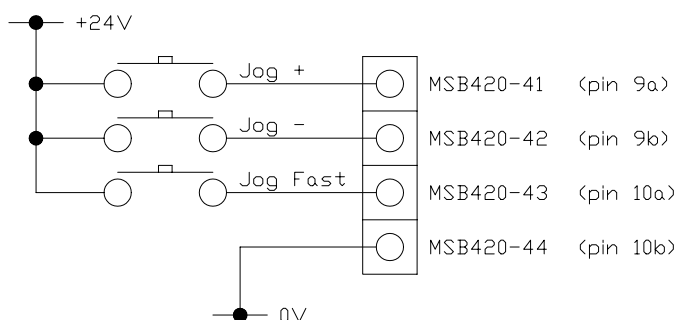 +24V
Jog + MSB420-41 (pin 9a)
Jog - MSB420-42 (pin 9b)
Jog Fast MSB420-43 (pin 10a)
MSB420-44 (pin 10b)
0V